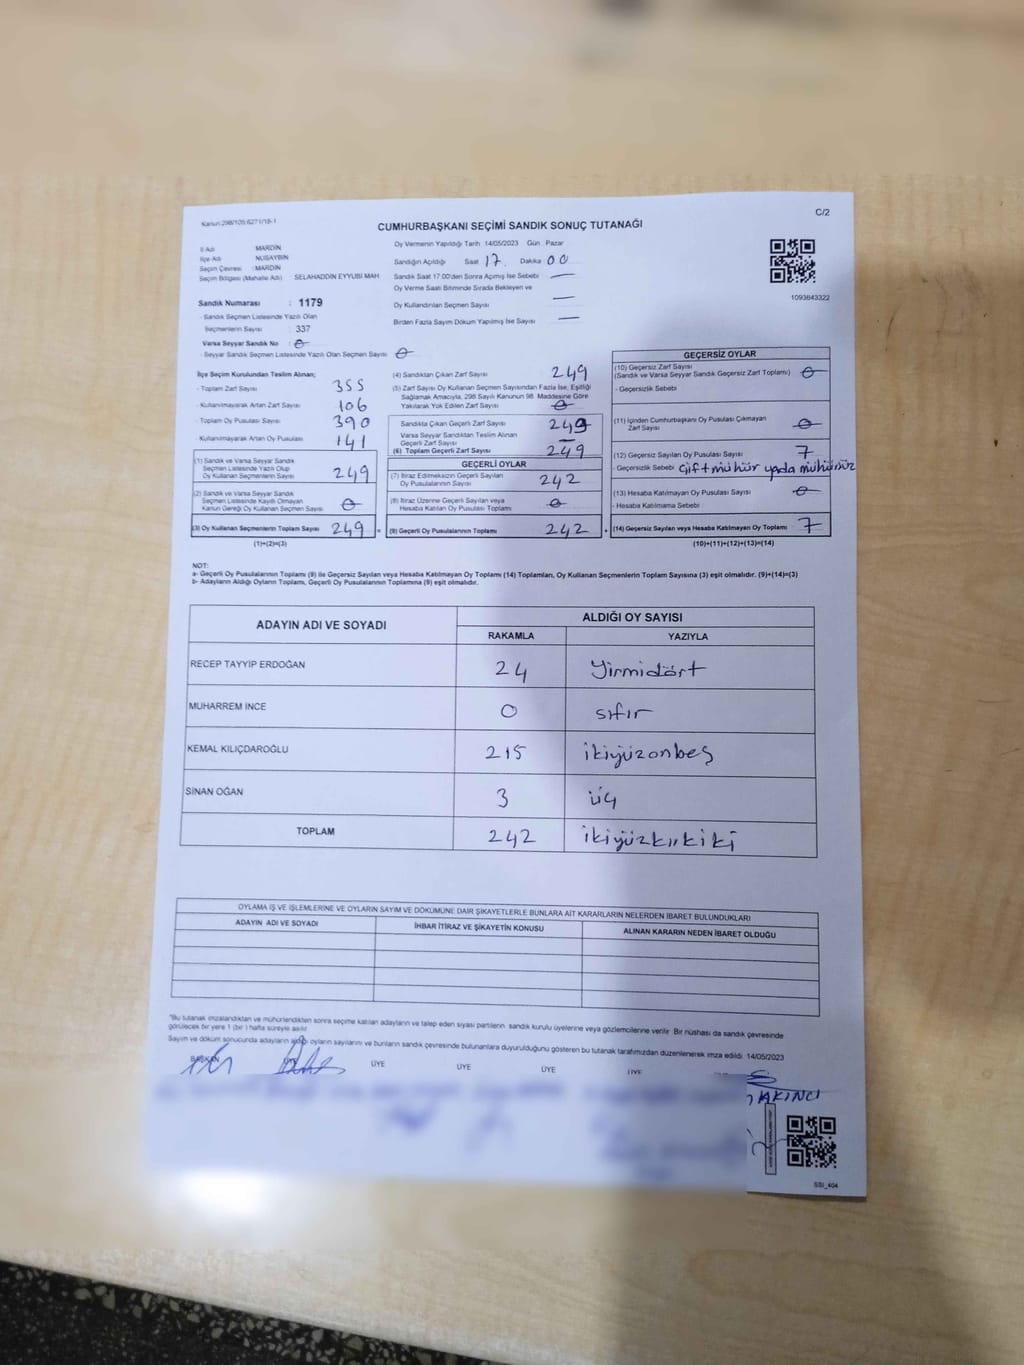 Kanun:298/105;6271/18-1
C/2
CUMHURBAŞKANI SEÇİMİ SANDIK SONUÇ TUTANAĞI
İl Adı : MARDİN
İlçe Adı : NUSAYBİN
Seçim Çevresi : MARDİN
Seçim Bölgesi (Mahalle Adı) : SELAHADDİN EYYUBİ MAH.
Sandık Numarası : 1179
- Sandık Seçmen Listesinde Yazılı Olan
Seçmenlerin Sayısı : 337
Varsa Seyyar Sandık No : 0
- Seyyar Sandık Seçmen Listesinde Yazılı Olan Seçmen Sayısı 0
Oy Vermenin Yapıldığı Tarih 14/05/2023 Gün : Pazar
Sandığın Açıldığı Saat 17. Dakika 00
Sandık Saat 17:00'den Sonra Açılmış İse Sebebi —
Oy Verme Saati Bitiminde Sırada Bekleyen ve
Oy Kullandırılan Seçmen Sayısı —
Birden Fazla Sayım Döküm Yapılmış İse Sayısı —
1093643322
İlçe Seçim Kurulundan Teslim Alınan;
- Toplam Zarf Sayısı 355
- Kullanılmayarak Artan Zarf Sayısı 106
- Toplam Oy Pusulası Sayısı 390
- Kullanılmayarak Artan Oy Pusulası 141
(1) Sandık ve Varsa Seyyar Sandık
Seçmen Listesinde Yazılı Olup
Oy Kullanan Seçmenlerin Sayısı 249
(2) Sandık ve Varsa Seyyar Sandık
Seçmen Listesinde Kayıtlı Olmayan
Kanun Gereği Oy Kullanan Seçmen Sayısı 0
(3) Oy Kullanan Seçmenlerin Toplam Sayısı 249 =
(1)+(2)=(3)
(4) Sandıktan Çıkan Zarf Sayısı 249
(5) Zarf Sayısı Oy Kullanan Seçmen Sayısından Fazla İse, Eşitliği
Sağlamak Amacıyla, 298 Sayılı Kanunun 98. Maddesine Göre
Yakılarak Yok Edilen Zarf Sayısı 0
Sandıkta Çıkan Geçerli Zarf Sayısı 249
Varsa Seyyar Sandıktan Teslim Alınan
Geçerli Zarf Sayısı —
(6) Toplam Geçerli Zarf Sayısı 249
GEÇERLİ OYLAR
(7) İtiraz Edilmeksizin Geçerli Sayılan
Oy Pusulalarının Sayısı 242
(8) İtiraz Üzerine Geçerli Sayılan veya
Hesaba Katılan Oy Pusulası Toplamı 0
(9) Geçerli Oy Pusulalarının Toplamı 242 +
GEÇERSİZ OYLAR
(10) Geçersiz Zarf Sayısı
(Sandık ve Varsa Seyyar Sandık Geçersiz Zarf Toplamı) 0
- Geçersizlik Sebebi
(11) İçinden Cumhurbaşkanı Oy Pusulası Çıkmayan
Zarf Sayısı 0
(12) Geçersiz Sayılan Oy Pusulası Sayısı 7
- Geçersizlik Sebebi Çift mühür yada mühürsüz
(13) Hesaba Katılmayan Oy Pusulası Sayısı 0
- Hesaba Katılmama Sebebi
(14) Geçersiz Sayılan veya Hesaba Katılmayan Oy Toplamı 7
(10)+(11)+(12)+(13)=(14)
NOT:
a- Geçerli Oy Pusulalarının Toplamı (9) ile Geçersiz Sayılan veya Hesaba Katılmayan Oy Toplamı (14) Toplamları, Oy Kullanan Seçmenlerin Toplam Sayısına (3) eşit olmalıdır. (9)+(14)=(3)
b- Adayların Aldığı Oyların Toplamı, Geçerli Oy Pusulalarının Toplamına (9) eşit olmalıdır.
ADAYIN ADI VE SOYADI ALDIĞI OY SAYISI
RAKAMLA YAZIYLA
RECEP TAYYİP ERDOĞAN 24 Yirmidört
MUHARREM İNCE 0 sıfır
KEMAL KILIÇDAROĞLU 215 ikiyüzonbeş
SİNAN OĞAN 3 üç
TOPLAM 242 ikiyüzkırkiki
OYLAMA İŞ VE İŞLEMLERİNE VE OYLARIN SAYIM VE DÖKÜMÜNE DAİR ŞİKAYETLERLE BUNLARA AİT KARARLARIN NELERDEN İBARET BULUNDUKLARI
ADAYIN ADI VE SOYADI İHBAR İTİRAZ VE ŞİKAYETİN KONUSU ALINAN KARARIN NEDEN İBARET OLDUĞU
"Bu tutanak imzalandıktan ve mühürlendikten sonra seçime katılan adayların ve talep eden siyasi partilerin sandık kurulu üyelerine veya gözlemcilerine verilir. Bir nüshası da sandık çevresinde
görülecek bir yere 1 (bir ) hafta süreyle asılır
Sayım ve döküm sonucunda adayların aldığı oyların sayılarını ve bunların sandık çevresinde bulunanlara duyurulduğunu gösteren bu tutanak tarafımızdan düzenlenerek imza edildi. 14/05/2023
BAŞKAN ÜYE ÜYE ÜYE ÜYE ÜYE
AKINCI
SSI_404